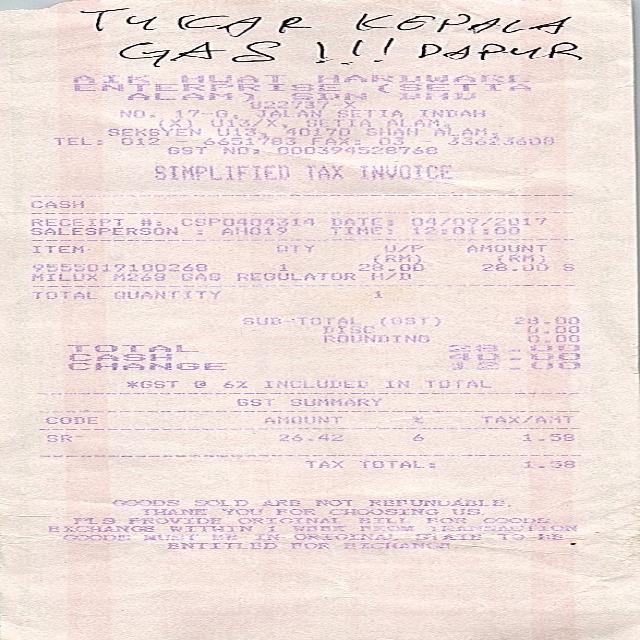 TUKAR KEPALA
GAS !!! DAPUR
AIK HUAT HARDWARE
ENTERPRISE (SETIA
ALAM) SDN BHD
822737-X
NO. 17-G, JALAN SETIA INDAH
(X) U13/X, SETIA ALAM,
SEKSYEN U13, 40170 SHAH ALAM,
TEL: 012 - 6651783 FAX: 03 - 33623608
GST NO: 000394528768
SIMPLIFIED TAX INVOICE
CASH
RECEIPT #: CSP0404314 DATE: 04/09/2017
SALESPERSON : AH019 TIME: 12:01:00
ITEM QTY U/P AMOUNT
(RM) (RM)
9555019100268 1 28.00 28.00 S
MILUX M268 GAS REGULATOR H/D
TOTAL QUANTITY 1
SUB-TOTAL (GST) 28.00
DISC 0.00
ROUNDING 0.00
TOTAL 28.00
CASH 40.00
CHANGE 12.00
*GST @ 6% INCLUDED IN TOTAL
GST SUMMARY
CODE AMOUNT % TAX/AMT
SR 26.42 6 1.58
TAX TOTAL: 1.58
GOODS SOLD ARE NOT REFUNDABLE,
THANK YOU FOR CHOOSING US.
PLS PROVIDE ORIGINAL BILL FOR GOODS
EXCHANGE WITHIN 1 WEEK FROM TRANSACTION
GOODS MUST BE IN ORIGINAL STATE TO BE
ENTITLED FOR EXCHANGE.